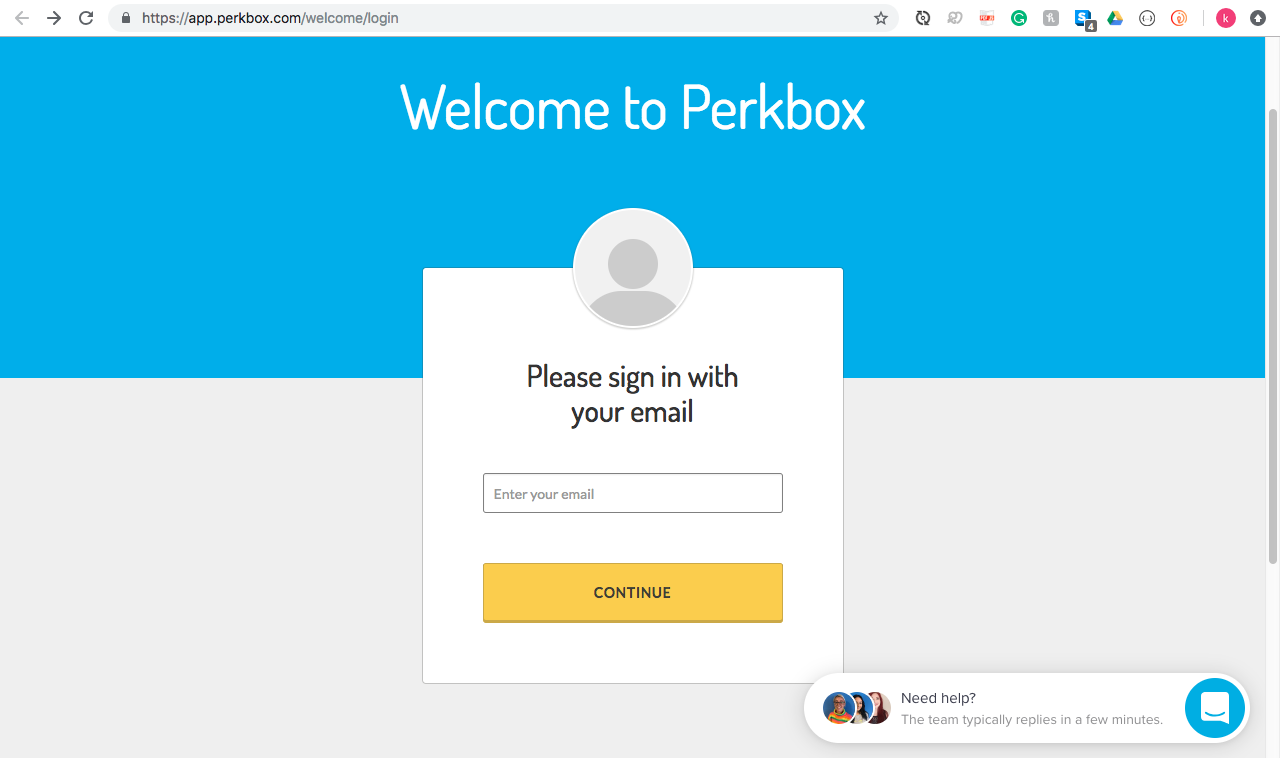 https://app.perkbox.com/welcome/login
4
k
Welcome to Perkbox
Please sign in with
your email
Enter your email
CONTINUE
Need help?
The team typically replies in a few minutes.